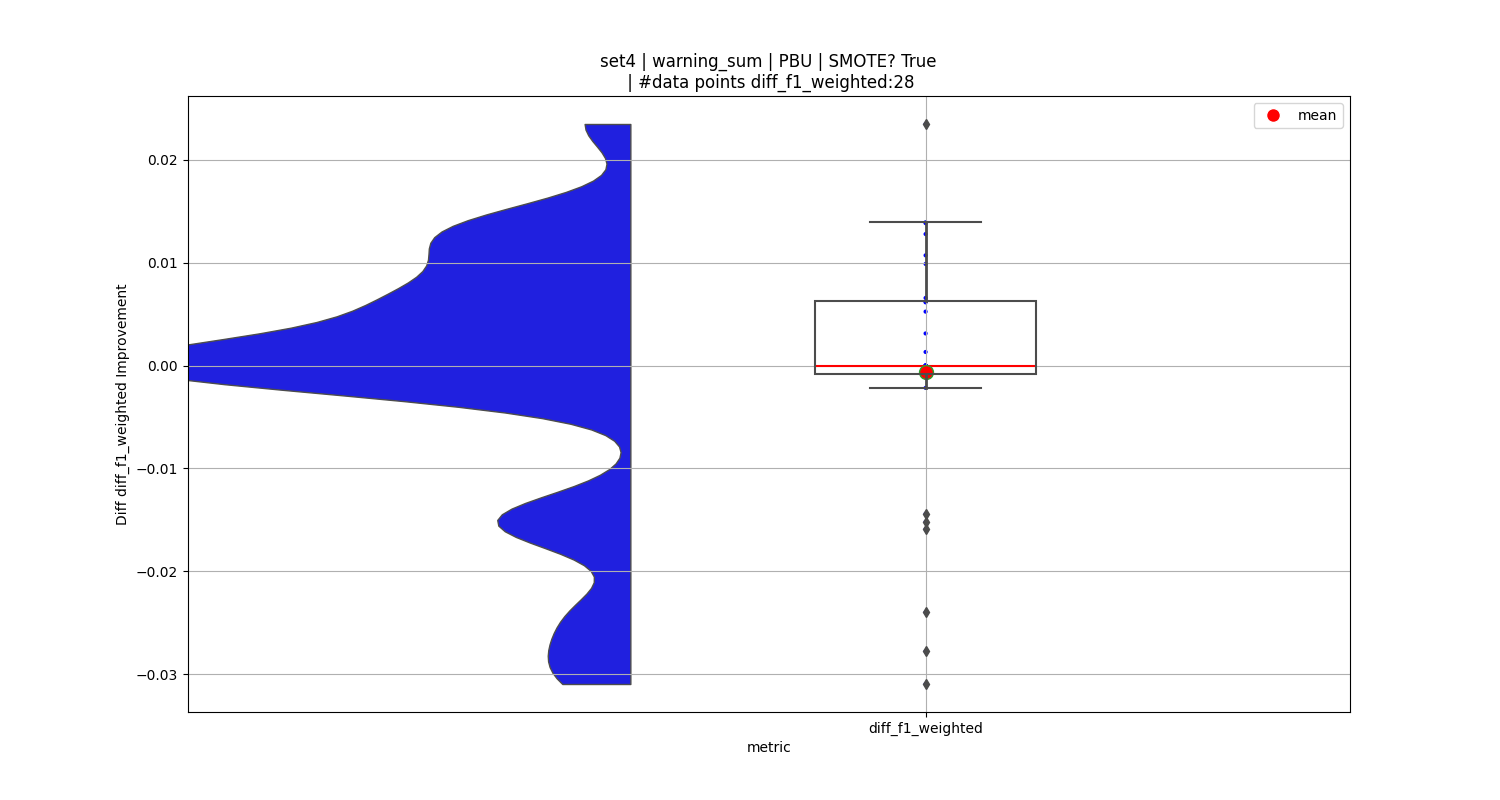 set4 | warning_sum | PBU | SMOTE? True
| #data points diff_f1_weighted:28
mean
0.02
0.01
0.00
−0.01
−0.02
−0.03
Diff diff_f1_weighted Improvement
diff_f1_weighted
metric